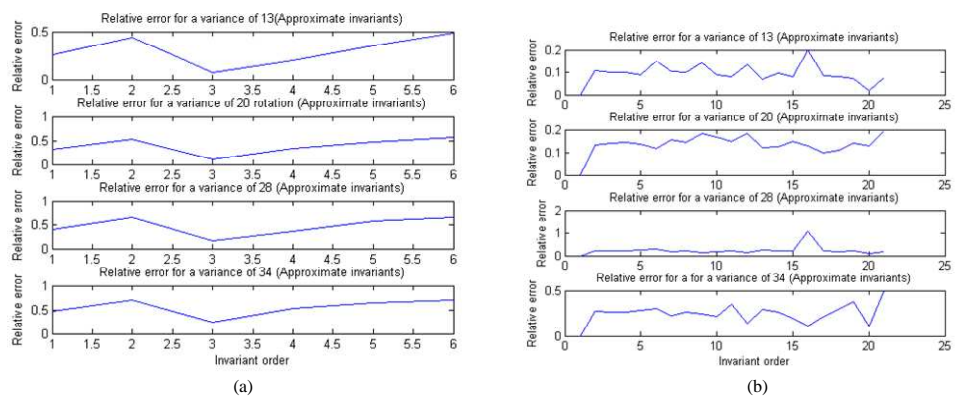 Relative error for a variance of 13(Approximate invariants)
Relative error
0.5
0
1 1.5 2 2.5 3 3.5 4 4.5 5 5.5 6
Relative error for a variance of 20 rotation (Approximate invariants)
Relative error
1
0.5
0
1 1.5 2 2.5 3 3.5 4 4.5 5 5.5 6
Relative error for a variance of 28 (Approximate invariants)
Relative error
1
0.5
0
1 1.5 2 2.5 3 3.5 4 4.5 5 5.5 6
Relative error for a variance of 34 (Approximate invariants)
Relative error
1
0.5
0
1 1.5 2 2.5 3 3.5 4 4.5 5 5.5 6
Invariant order
(a)
Relative error for a variance of 13 (Approximate invariants)
Relative error
0.2
0.1
0
0 5 10 15 20 25
Relative error for a variance of 20 (Approximate invariants)
Relative error
0.2
0.1
0
0 5 10 15 20 25
Relative error for a variance of 28 (Approximate invariants)
Relative error
2
1
0
0 5 10 15 20 25
Relative error for a for a variance of 34 (Approximate invariants)
Relative error
0.5
0
0 5 10 15 20 25
Invariant order
(b)